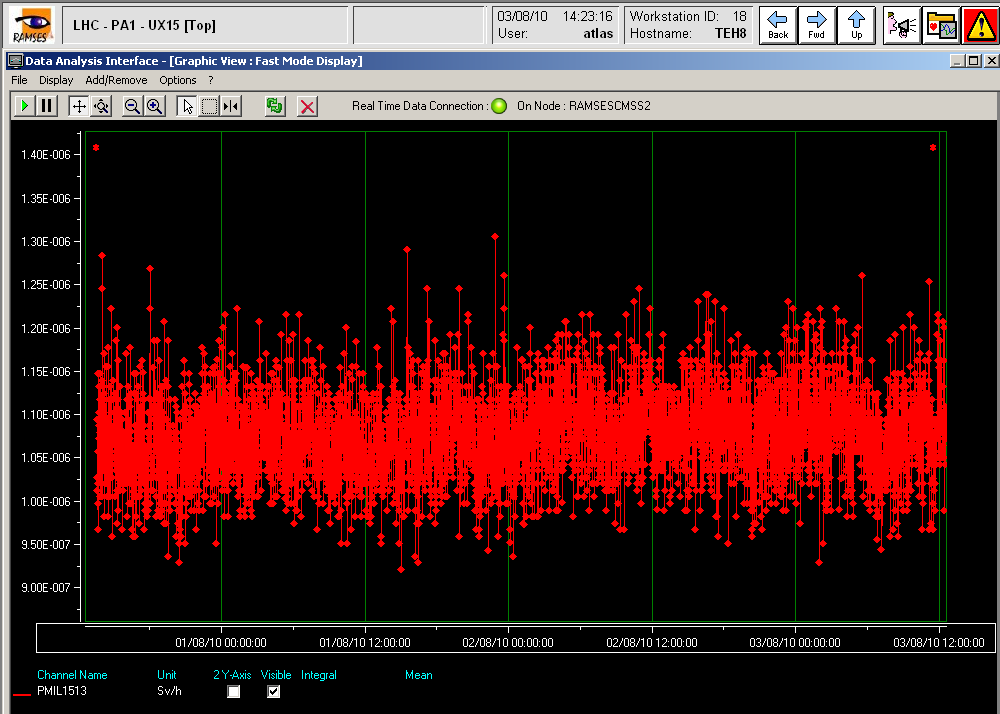 RAMSES
LHC - PA1 - UX15 [Top]
03/08/10 14:23:16
User: atlas
Workstation ID: 18
Hostname: TEH8
Back
Fwd
Up
Data Analysis Interface - [Graphic View : Fast Mode Display]
File Display Add/Remove Options ?
Real Time Data Connection : On Node : RAMSESCMSS2
1.40E-006
1.35E-006
1.30E-006
1.25E-006
1.20E-006
1.15E-006
1.10E-006
1.05E-006
1.00E-006
9.50E-007
9.00E-007
01/08/10 00:00:00 01/08/10 12:00:00 02/08/10 00:00:00 02/08/10 12:00:00 03/08/10 00:00:00 03/08/10 12:00:00
Channel Name Unit 2 Y-Axis Visible Integral Mean
PMIL1513 Sv/h